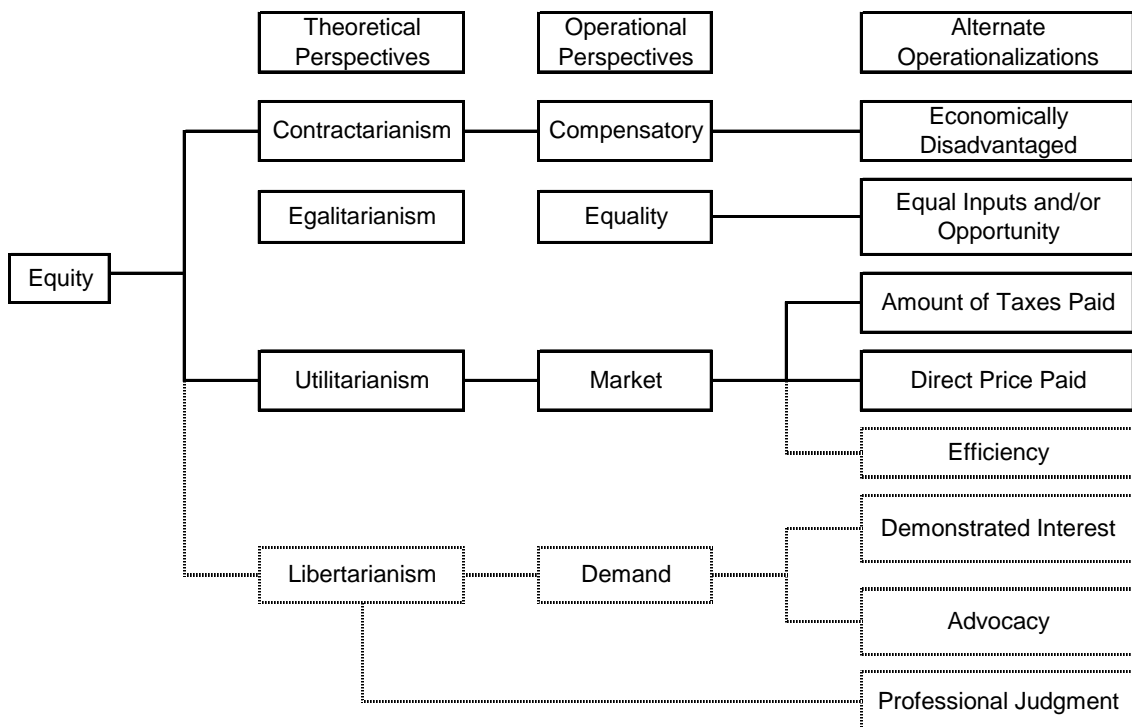 Theoretical
Perspectives
Operational
Perspectives
Alternate
Operationalizations
Contractarianism
Compensatory
Economically
Disadvantaged
Egalitarianism
Equality
Equal Inputs and/or
Opportunity
Equity
Amount of Taxes Paid
Utilitarianism
Market
Direct Price Paid
Efficiency
Demonstrated Interest
Libertarianism
Demand
Advocacy
Professional Judgment